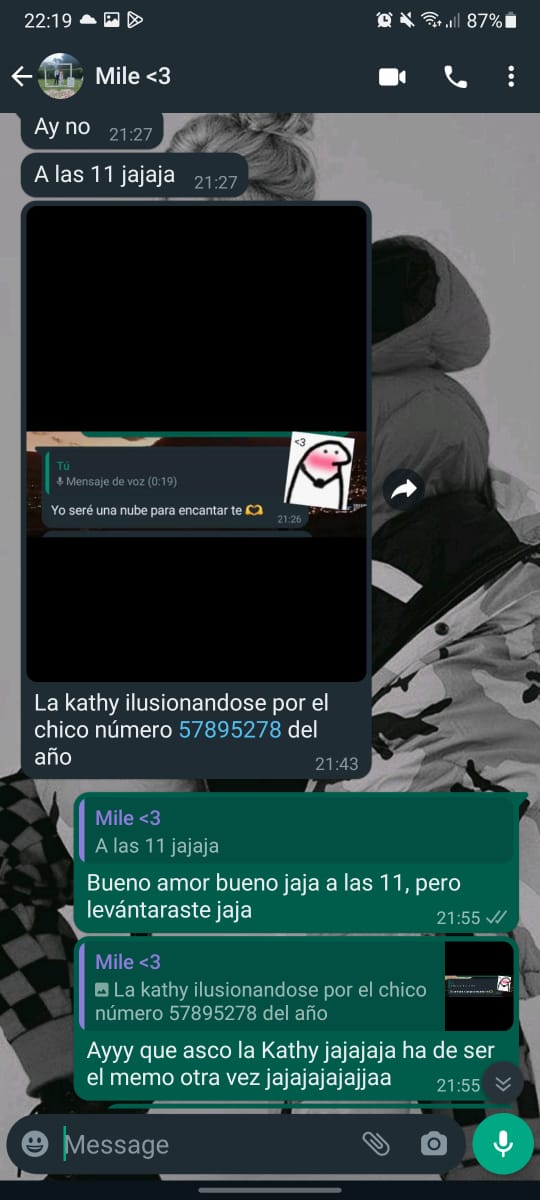 22:19
87%
Mile <3
Ay no 21:27
A las 11 jajaja 21:27
<3
Tú
Mensaje de voz (0:19)
Yo seré una nube para encantar te 🫶
21:26
La kathy ilusionandose por el
chico número 57895278 del
año
21:43
Mile <3
A las 11 jajaja
Bueno amor bueno jaja a las 11, pero
levántaraste jaja
21:55
Mile <3
La kathy ilusionandose por el chico
número 57895278 del año
Ayyy que asco la Kathy jajajaja ha de ser
el memo otra vez jajajajajajjaa
21:55
Message